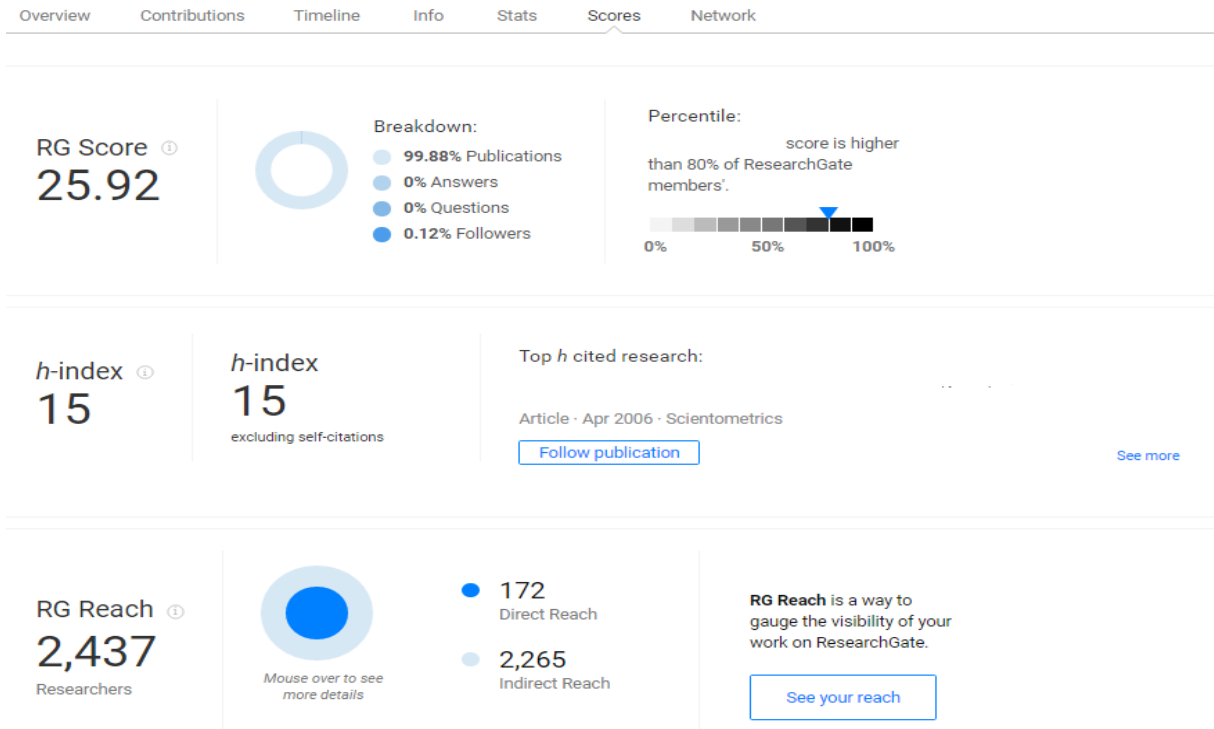 Overview Contributions Timeline Info Stats Scores Network
RG Score
25.92
Breakdown:
99.88% Publications
0% Answers
0% Questions
0.12% Followers
Percentile:
score is higher
than 80% of ResearchGate
members'.
0% 50% 100%
h-index
15
h-index
15
excluding self-citations
Top h cited research:
Article · Apr 2006 · Scientometrics
Follow publication
See more
RG Reach
2,437
Researchers
Mouse over to see
more details
172
Direct Reach
2,265
Indirect Reach
RG Reach is a way to
gauge the visibility of your
work on ResearchGate.
See your reach